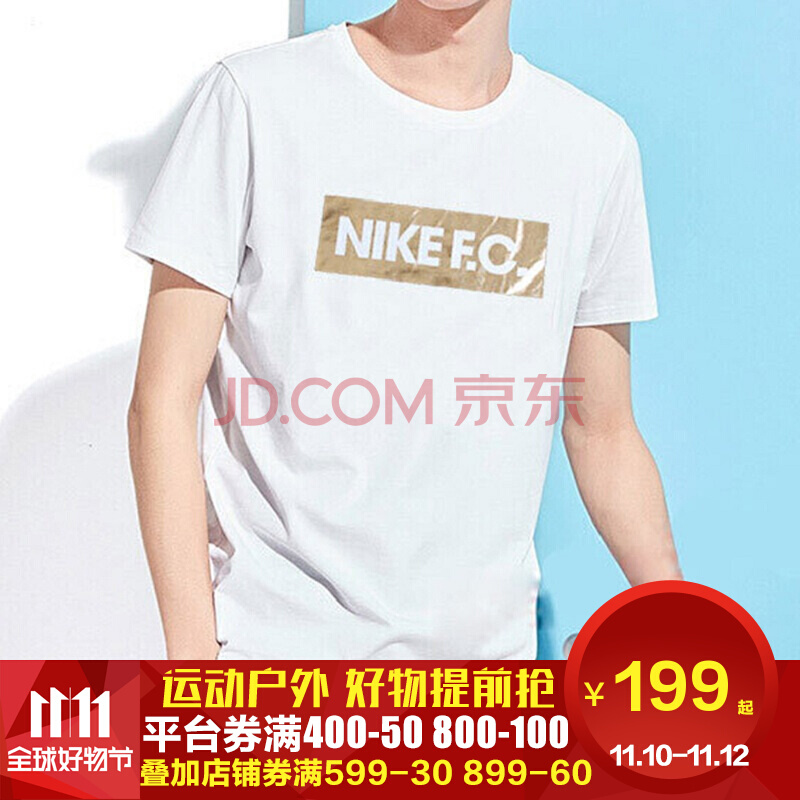 NIKE F.C.
JD.COM 京东
运动户外 好物提前抢
平台券满400-50 800-100
叠加店铺券满599-30 899-60
11.11
全球好物节
¥199起
11.10-11.12